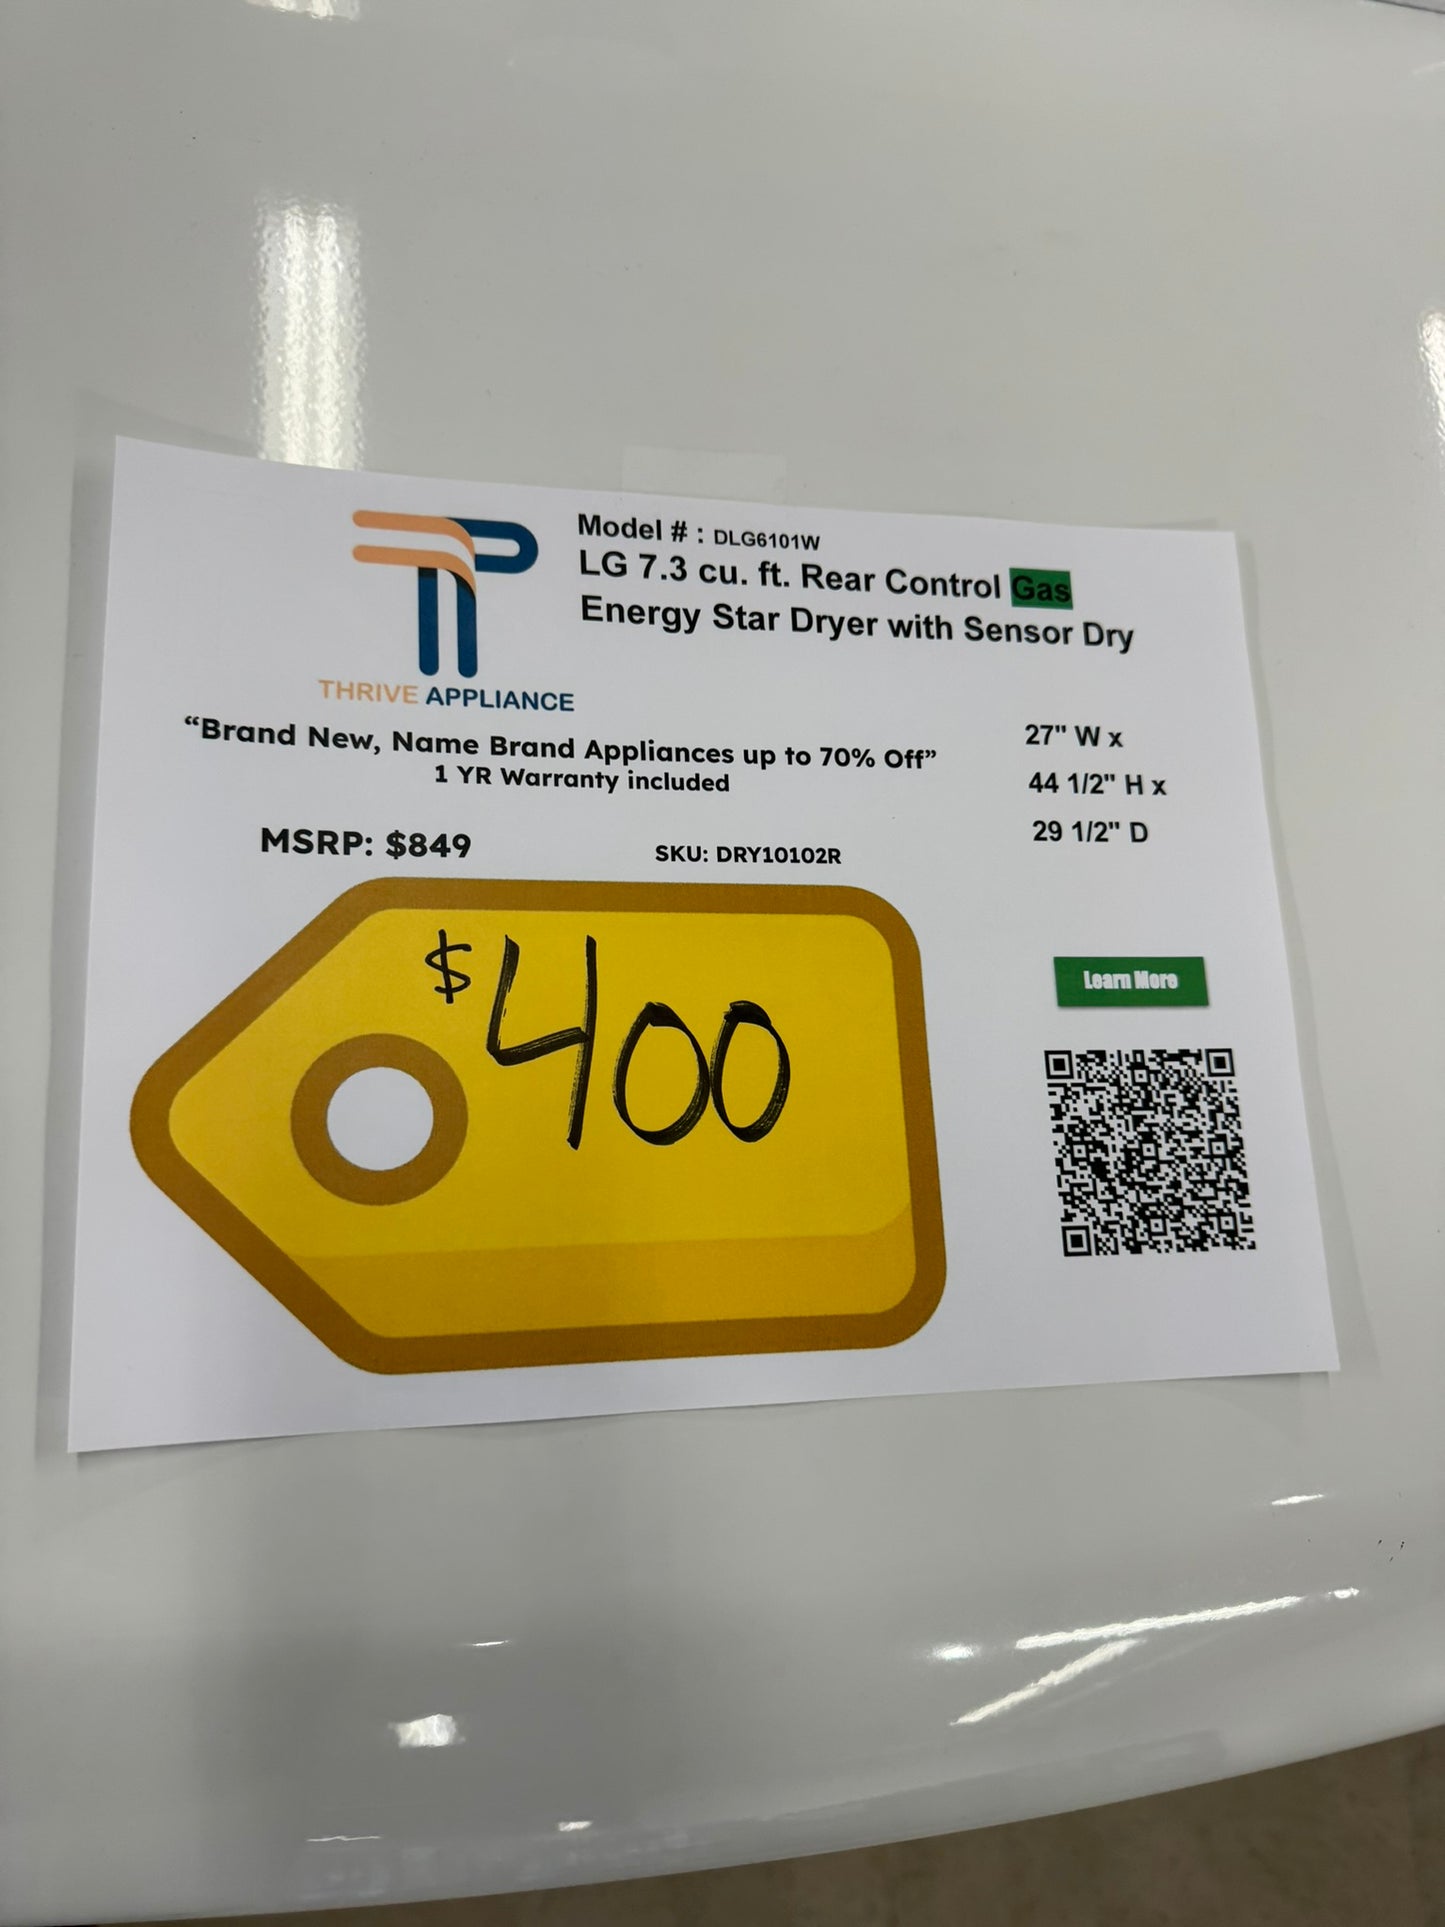 Model # : DLG6101W
LG 7.3 cu. ft. Rear Control Gas
Energy Star Dryer with Sensor Dry
THRIVE APPLIANCE
“Brand New, Name Brand Appliances up to 70% Off”
1 YR Warranty included
27" W x
44 1/2" H x
29 1/2" D
MSRP: $849
SKU: DRY10102R
$400
Learn More